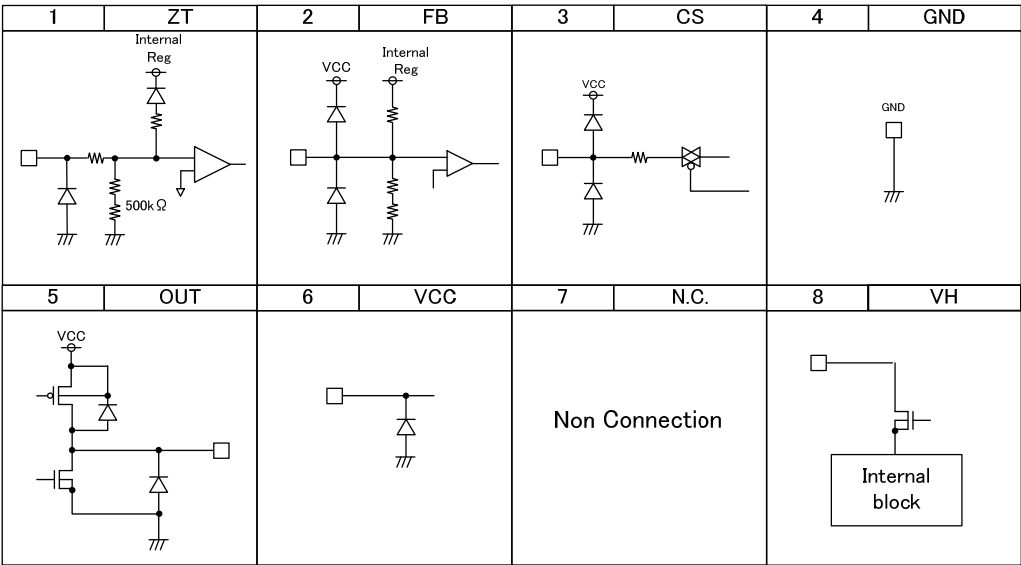 1 ZT 2 FB 3 CS 4 GND
Internal
Reg
500kΩ
VCC
Internal
Reg
VCC
GND
5 OUT 6 VCC 7 N.C. 8 VH
VCC
Non Connection
Internal
block